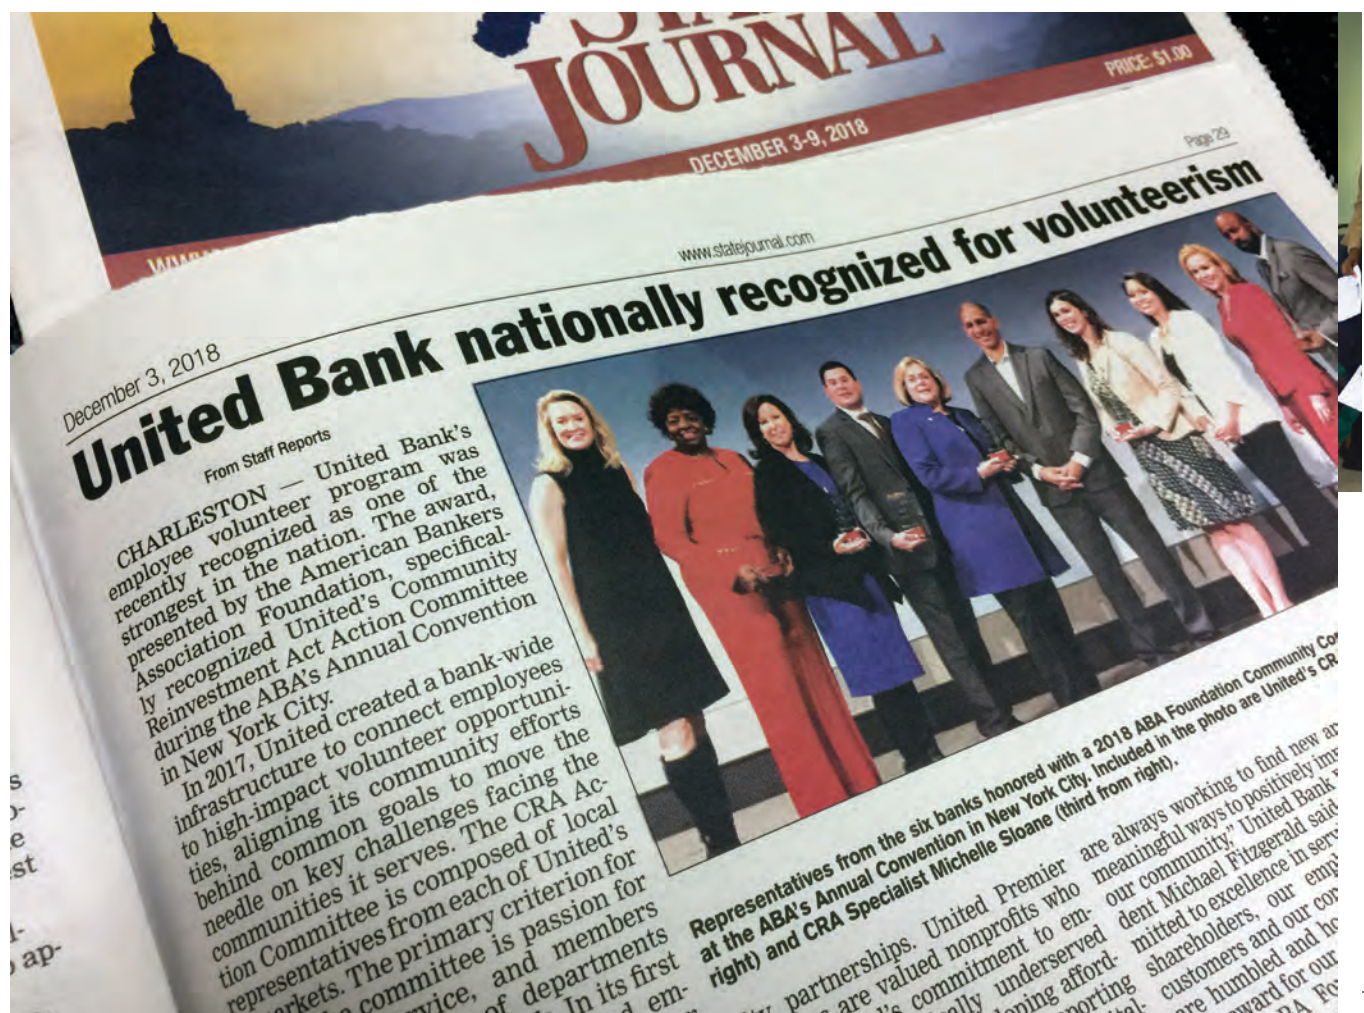 JOURNAL
PRICE: $1.00
DECEMBER 3-9, 2018
Page 29
www.statejournal.com
December 3, 2018
United Bank nationally recognized for volunteerism
From Staff Reports
CHARLESTON — United Bank's
employee volunteer program was
recently recognized as one of the
strongest in the nation. The award,
presented by the American Bankers
Association Foundation, specifical-
ly recognized United's Community
Reinvestment Act Action Committee
during the ABA's Annual Convention
in New York City.
In 2017, United created a bank-wide
infrastructure to connect employees
to high-impact volunteer opportuni-
ties, aligning its community efforts
behind common goals to move the
needle on key challenges facing the
communities it serves. The CRA Ac-
tion Committee is composed of local
representatives from each of United's
markets. The primary criterion for
committee is passion for
and members
of departments
In its first
em-
Representatives from the six banks honored with a 2018 ABA Foundation Community
at the ABA's Annual Convention in New York City. Included in the photo are United's
right) and CRA Specialist Michelle Sloane (third from right).
partnerships. United Premier
are valued nonprofits who
commitment to em-
underserved
afford-
are always working to find new
meaningful ways to positively
our community," United Bank
dent Michael Fitzgerald said
mitted to excellence in
shareholders, our
customers and our
are humbled and
for our